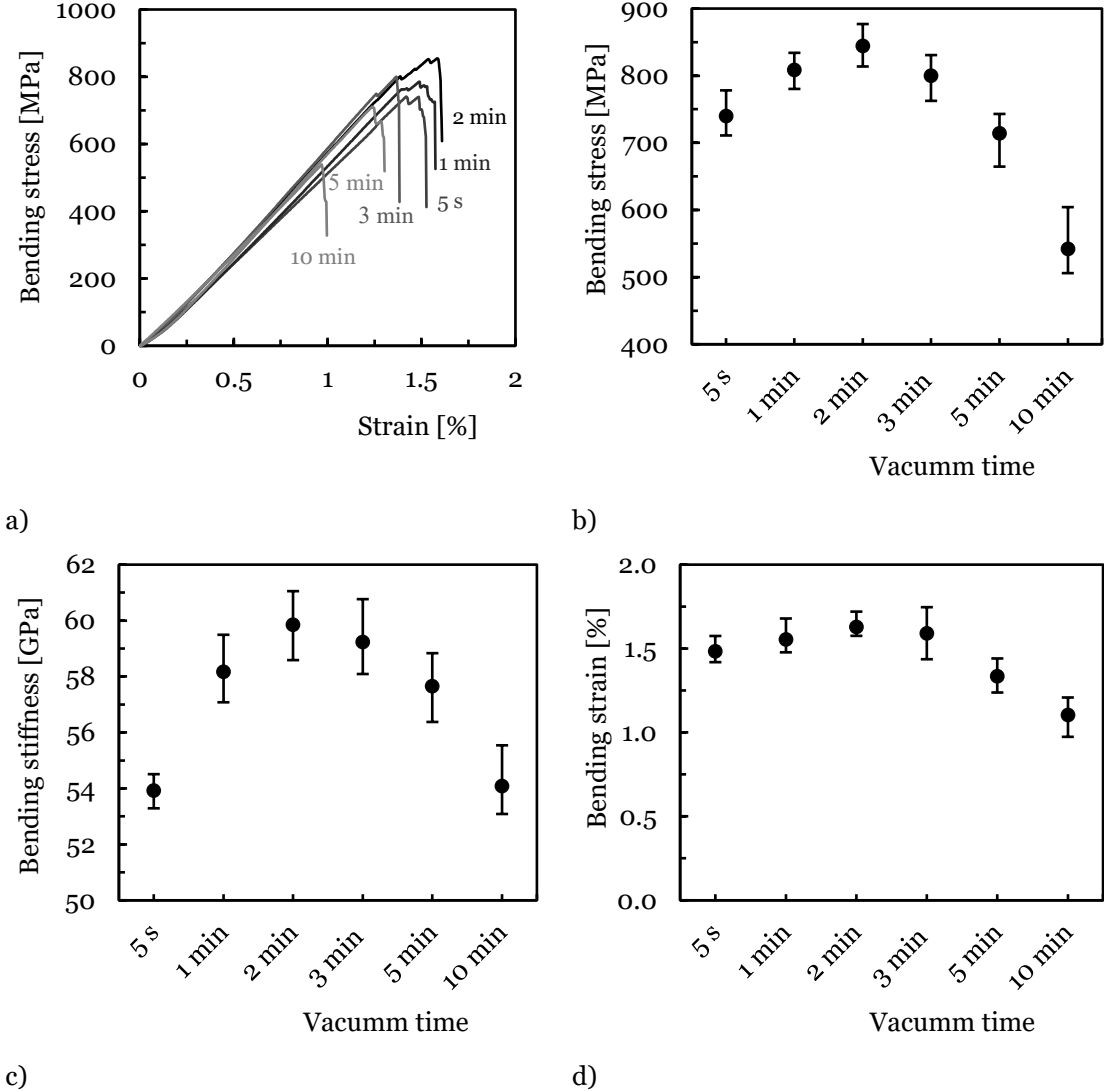 Bending stress [MPa]
1000
800
600
400
200
0
2 min
1 min
5 s
3 min
5 min
10 min
0
0.5
1
1.5
2
Strain [%]
a)
Bending stress [MPa]
900
800
700
600
500
400
5 s
1 min
2 min
3 min
5 min
10 min
Vacumm time
b)
Bending stiffness [GPa]
62
60
58
56
54
52
50
5 s
1 min
2 min
3 min
5 min
10 min
Vacumm time
c)
Bending strain [%]
2.0
1.5
1.0
0.5
0.0
5 s
1 min
2 min
3 min
5 min
10 min
Vacumm time
d)